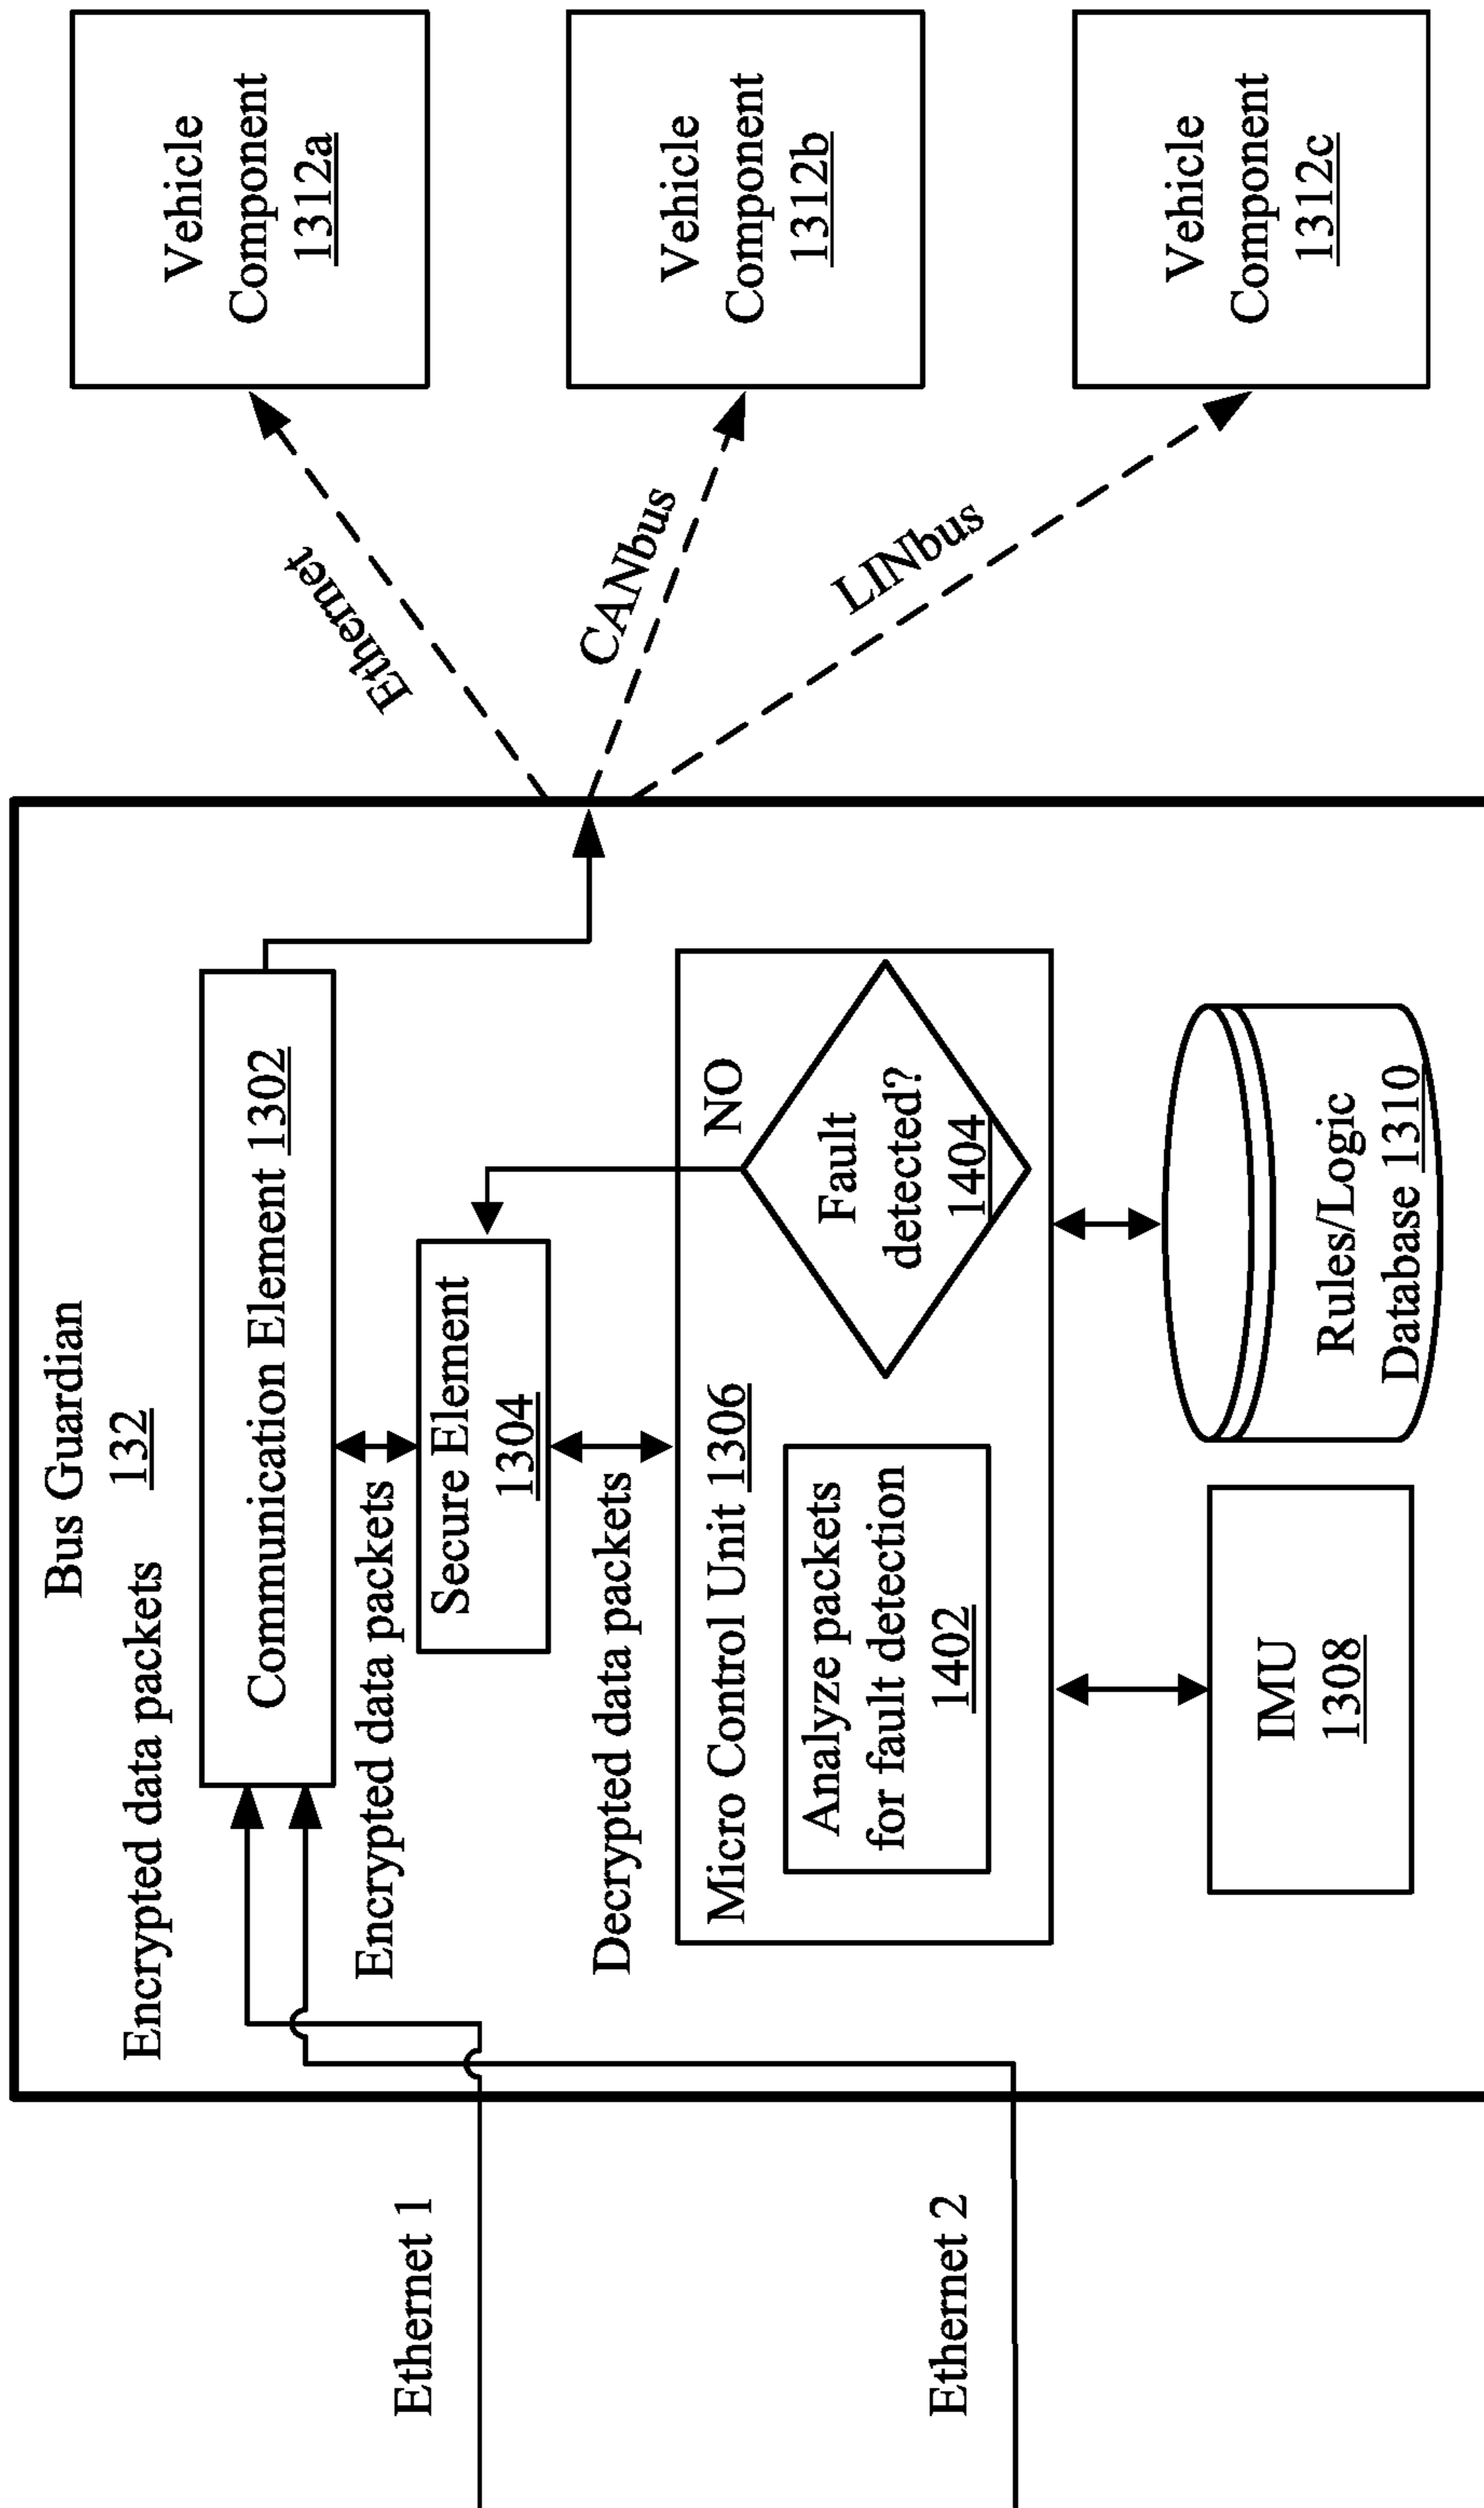 Bus Guardian
132
Encrypted data packets
Communication Element 1302
Encrypted data packets
Secure Element
1304
Decrypted data packets
Micro Control Unit 1306
Analyze packets
for fault detection
1402
NO
Fault
detected?
1404
IMU
1308
Rules/Logic
Database 1310
Ethernet 1
Ethernet 2
Ethernet
CANbus
LINbus
Vehicle
Component
1312a
Vehicle
Component
1312b
Vehicle
Component
1312c